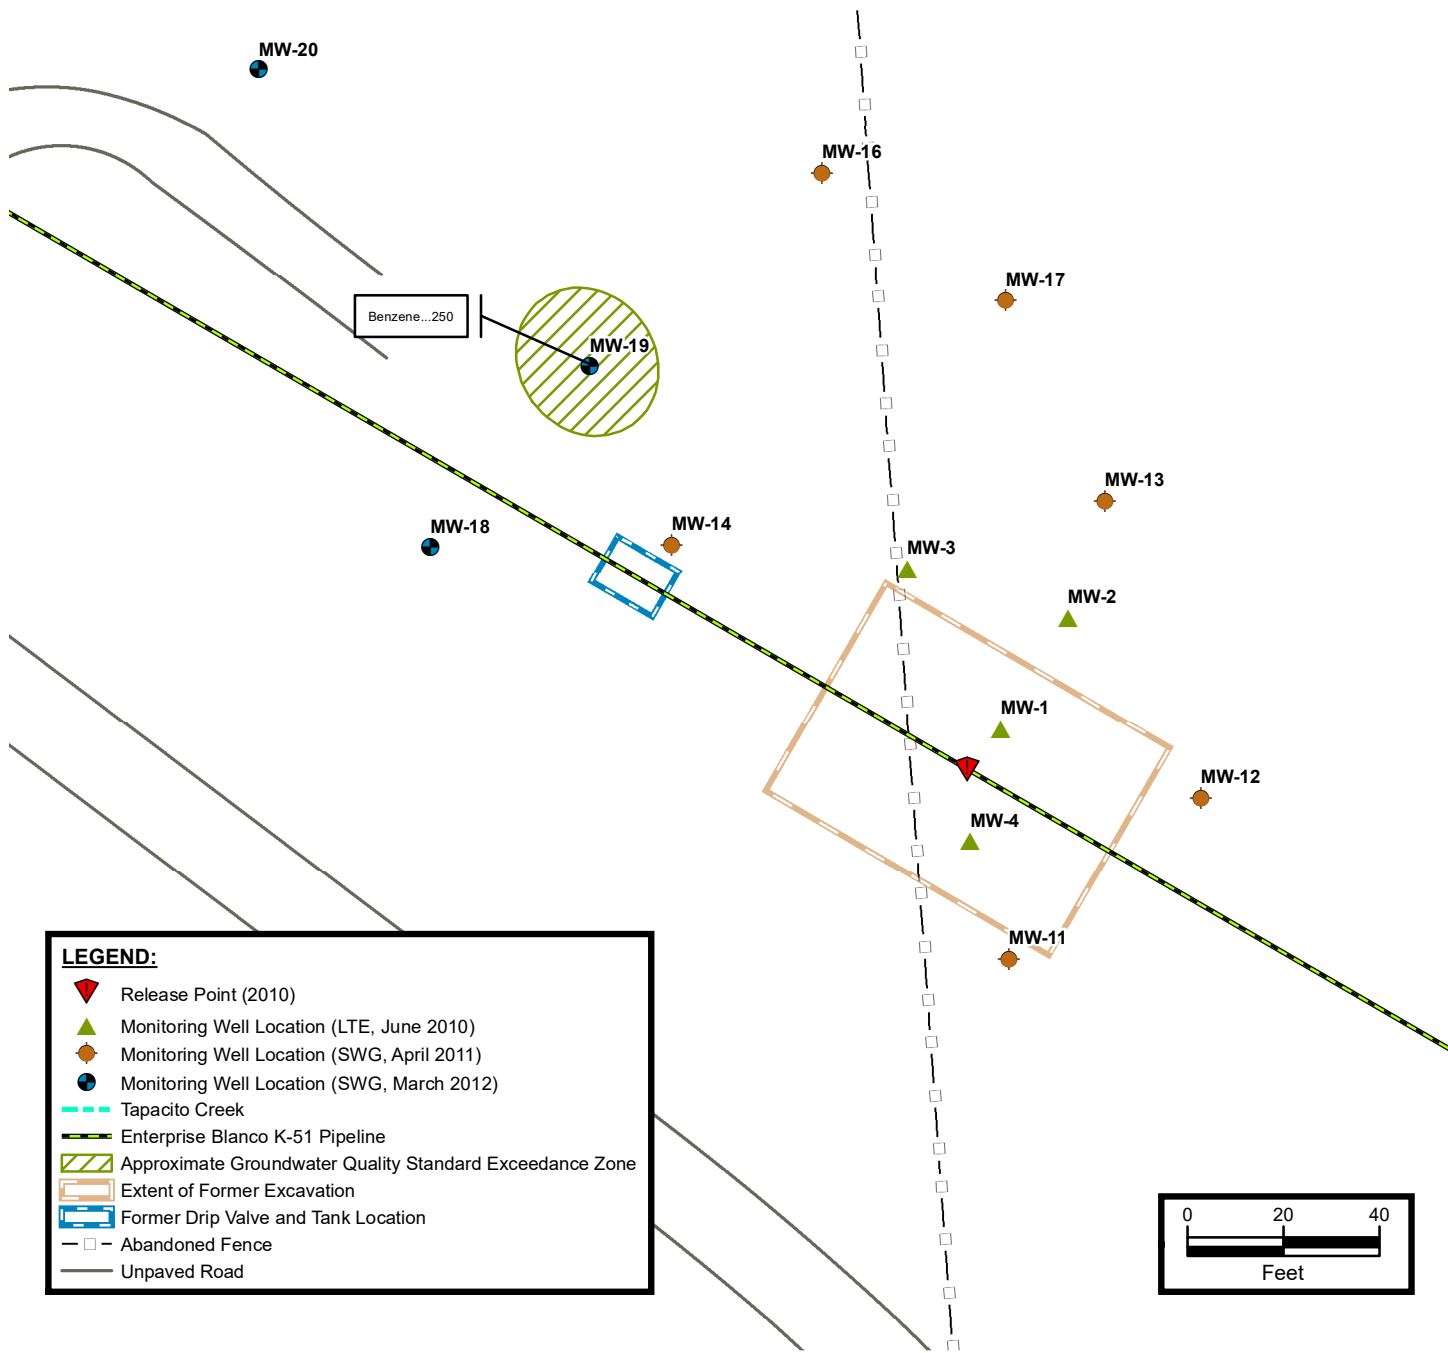 MW-20
MW-16
MW-17
Benzene...250
MW-19
MW-13
MW-14
MW-18
MW-3
MW-2
MW-1
MW-12
MW-4
MW-11
LEGEND:
Release Point (2010)
Monitoring Well Location (LTE, June 2010)
Monitoring Well Location (SWG, April 2011)
Monitoring Well Location (SWG, March 2012)
Tapacito Creek
Enterprise Blanco K-51 Pipeline
Approximate Groundwater Quality Standard Exceedance Zone
Extent of Former Excavation
Former Drip Valve and Tank Location
Abandoned Fence
Unpaved Road
0 20 40
Feet